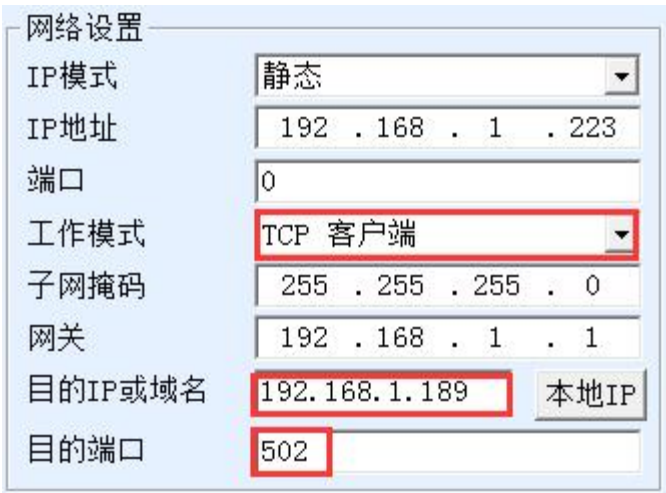 网络设置
IP模式 静态
IP地址 192 .168 . 1 .223
端口 0
工作模式 TCP 客户端
子网掩码 255 .255 .255 . 0
网关 192 .168 . 1 . 1
目的IP或域名 192.168.1.189 本地IP
目的端口 502